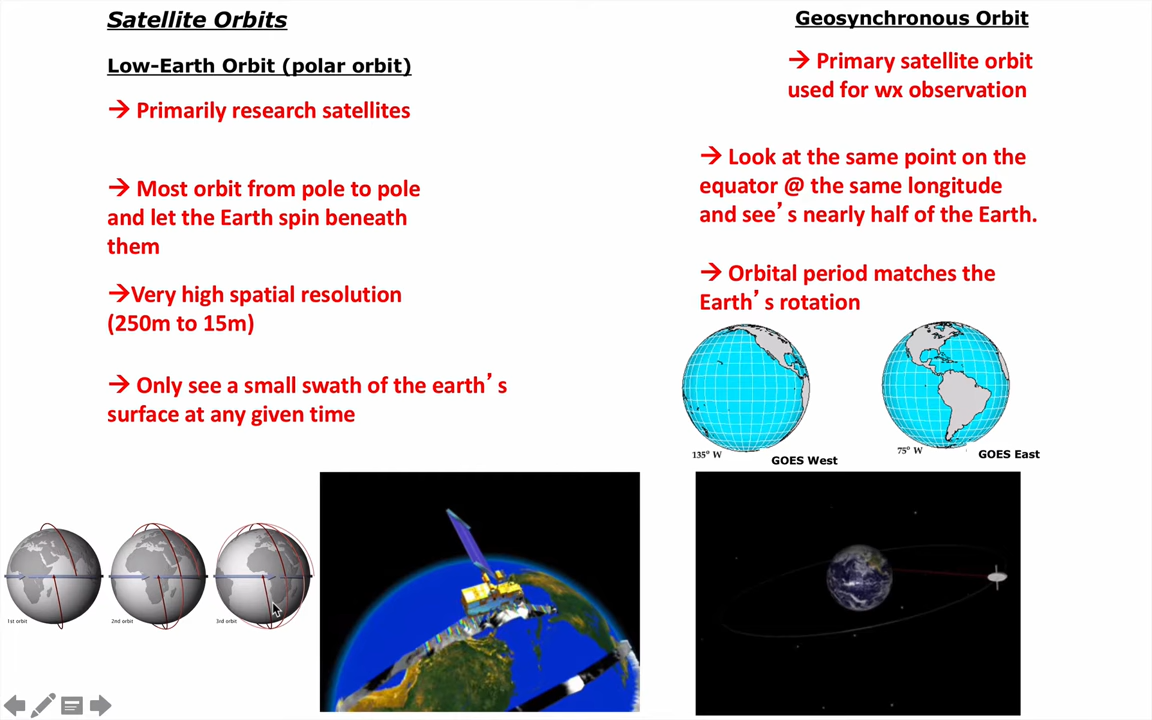 Satellite Orbits
Low-Earth Orbit (polar orbit)
→ Primarily research satellites
→ Most orbit from pole to pole
and let the Earth spin beneath
them
→Very high spatial resolution
(250m to 15m)
→ Only see a small swath of the earth’s
surface at any given time
1st orbit
2nd orbit
3rd orbit
Geosynchronous Orbit
→ Primary satellite orbit
used for wx observation
→ Look at the same point on the
equator @ the same longitude
and see’s nearly half of the Earth.
→ Orbital period matches the
Earth’s rotation
135° W
GOES West
75° W
GOES East